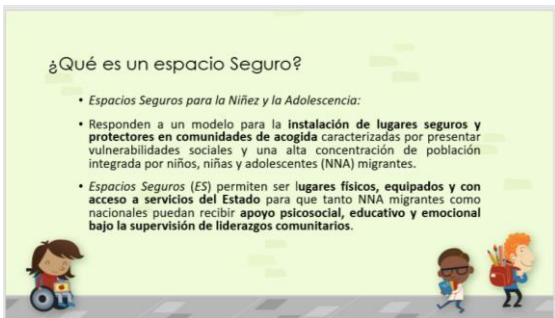 ¿Qué es un espacio Seguro?
• Espacios Seguros para la Niñez y la Adolescencia:
• Responden a un modelo para la instalación de lugares seguros y
protectores en comunidades de acogida caracterizadas por presentar
vulnerabilidades sociales y una alta concentración de población
integrada por niños, niñas y adolescentes (NNA) migrantes.
• Espacios Seguros (ES) permiten ser lugares físicos, equipados y con
acceso a servicios del Estado para que tanto NNA migrantes como
nacionales puedan recibir apoyo psicosocial, educativo y emocional
bajo la supervisión de liderazgos comunitarios.